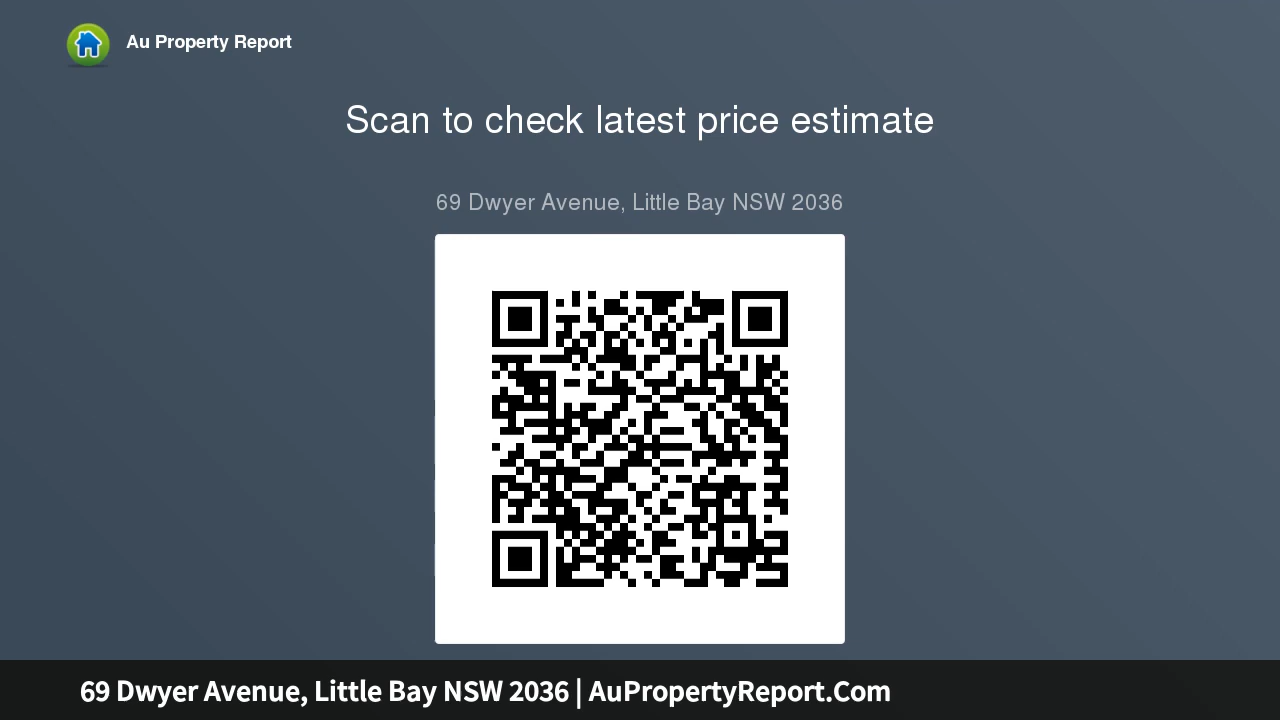 Au Property Report
Scan to check latest price estimate
69 Dwyer Avenue, Little Bay NSW 2036
69 Dwyer Avenue, Little Bay NSW 2036 | AuPropertyReport.Com